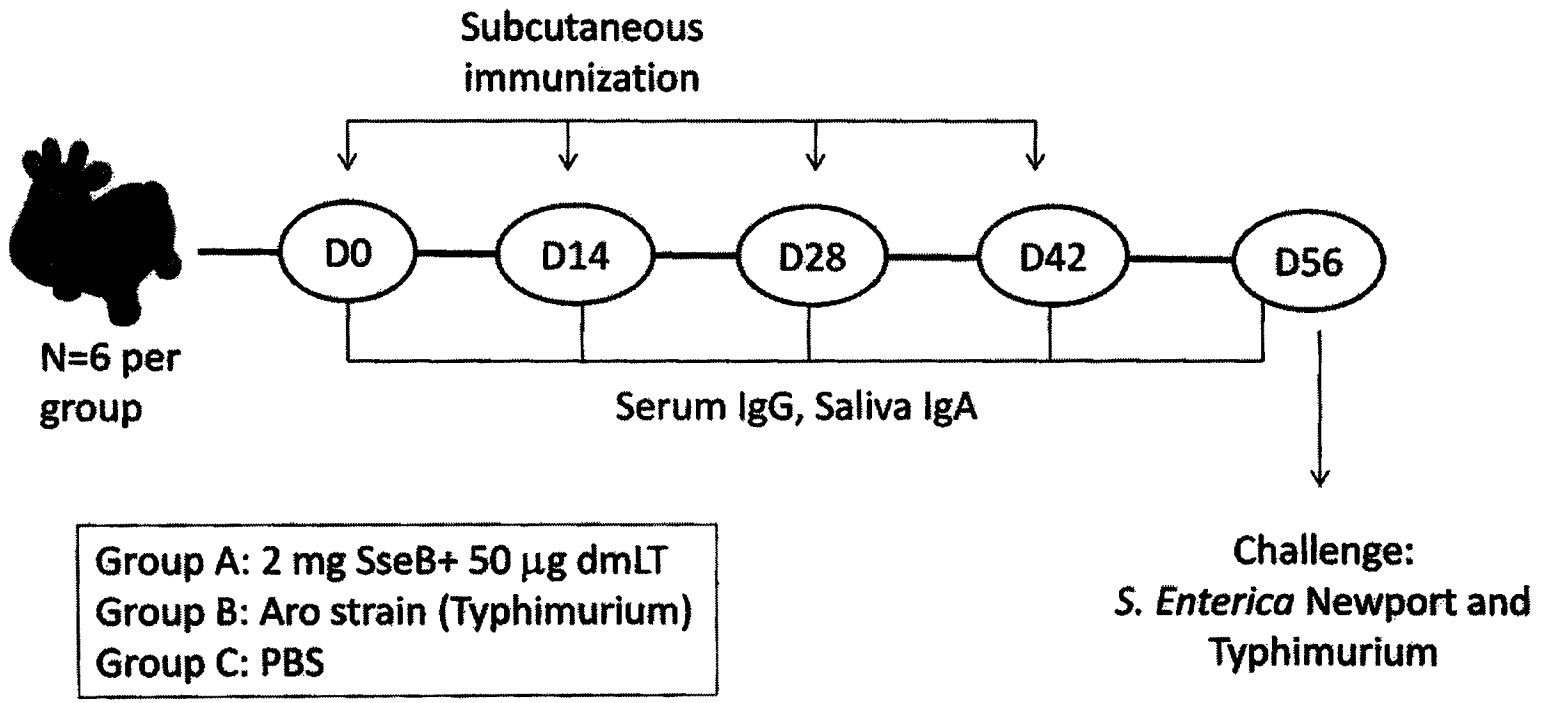 Subcutaneous
immunization
D0
D14
D28
D42
D56
N=6 per
group
Serum IgG, Saliva IgA
Group A: 2 mg SseB+ 50 μg dmLT
Group B: Aro strain (Typhimurium)
Group C: PBS
Challenge:
S. Enterica Newport and
Typhimurium